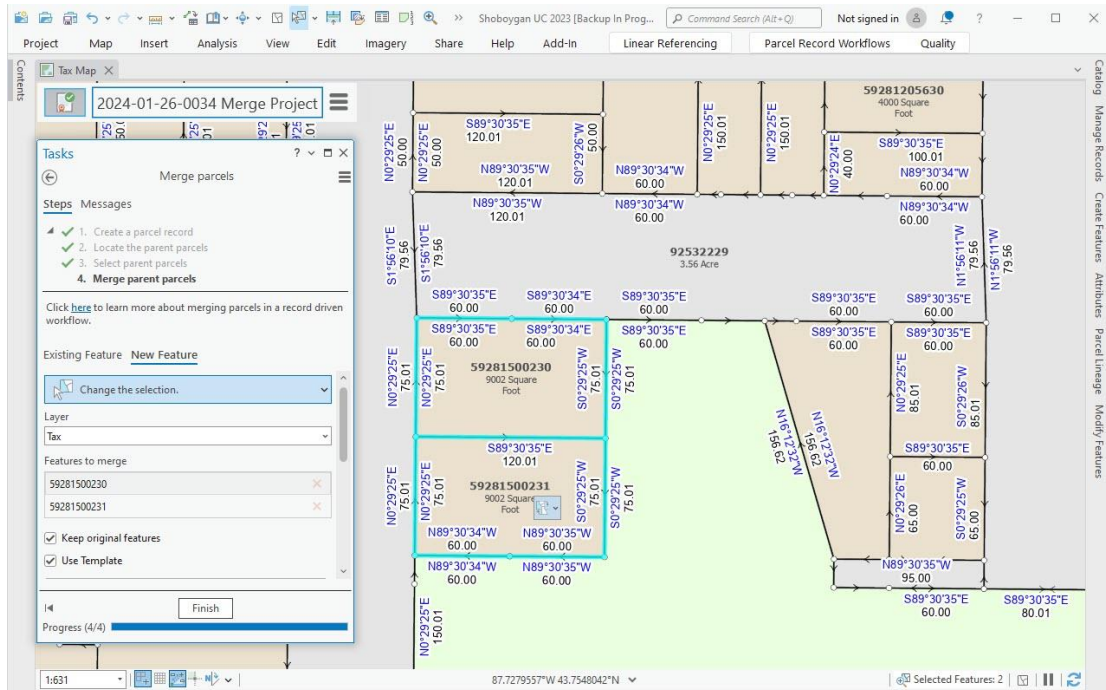 Shoboygan UC 2023 [Backup In Prog...
Command Search (Alt+Q)
Not signed in
?
Project
Map
Insert
Analysis
View
Edit
Imagery
Share
Help
Add-In
Linear Referencing
Parcel Record Workflows
Quality
Contents
Tax Map
2024-01-26-0034 Merge Project
Tasks
Merge parcels
Steps Messages
1. Create a parcel record
2. Locate the parent parcels
3. Select parent parcels
4. Merge parent parcels
Click here to learn more about merging parcels in a record driven
workflow.
Existing Feature New Feature
Change the selection.
Layer
Tax
Features to merge
59281500230
59281500231
Keep original features
Use Template
Finish
Progress (4/4)
59281205630
4000 Square
Foot
S89°30'35"E
120.01
N0°29'25"E
50.00
N0°29'25"E
50.00
S0°29'26"W
50.00
N89°30'35"W
120.01
N89°30'34"W
60.00
N0°29'25"E
150.01
N0°29'25"E
150.01
N0°29'24"E
40.00
S89°30'35"E
100.01
N89°30'34"W
60.00
N89°30'35"W
120.01
N89°30'34"W
60.00
N89°30'34"W
60.00
S1°56'10"E
79.56
S1°56'10"E
79.56
92532229
3.56 Acre
N1°56'11"W
79.56
N1°56'11"W
79.56
S89°30'35"E
60.00
S89°30'34"E
60.00
S89°30'35"E
60.00
S89°30'35"E
60.00
S89°30'35"E
60.00
S89°30'35"E
60.00
S89°30'34"E
60.00
S89°30'35"E
60.00
S89°30'35"E
60.00
S89°30'35"E
60.00
N0°29'25"E
75.01
N0°29'25"E
75.01
59281500230
9002 Square
Foot
S0°29'25"W
75.01
S0°29'25"W
75.01
N0°29'25"E
85.01
S0°29'26"W
85.01
N16°12'32"W
156.62
N16°12'32"W
156.62
S89°30'35"E
120.01
S89°30'35"E
60.00
N0°29'25"E
75.01
N0°29'25"E
75.01
59281500231
9002 Square
Foot
S0°29'25"W
75.01
S0°29'25"W
75.01
N0°29'26"E
65.00
S0°29'25"W
65.00
N89°30'34"W
60.00
N89°30'35"W
60.00
N89°30'34"W
60.00
N89°30'35"W
60.00
N89°30'35"W
95.00
S89°30'35"E
60.00
S89°30'35"E
80.01
N0°29'25"E
150.01
Catalog
Manage Records
Create Features
Attributes
Parcel Lineage
Modify Features
1:631
87.7279557°W 43.7548042°N
Selected Features: 2